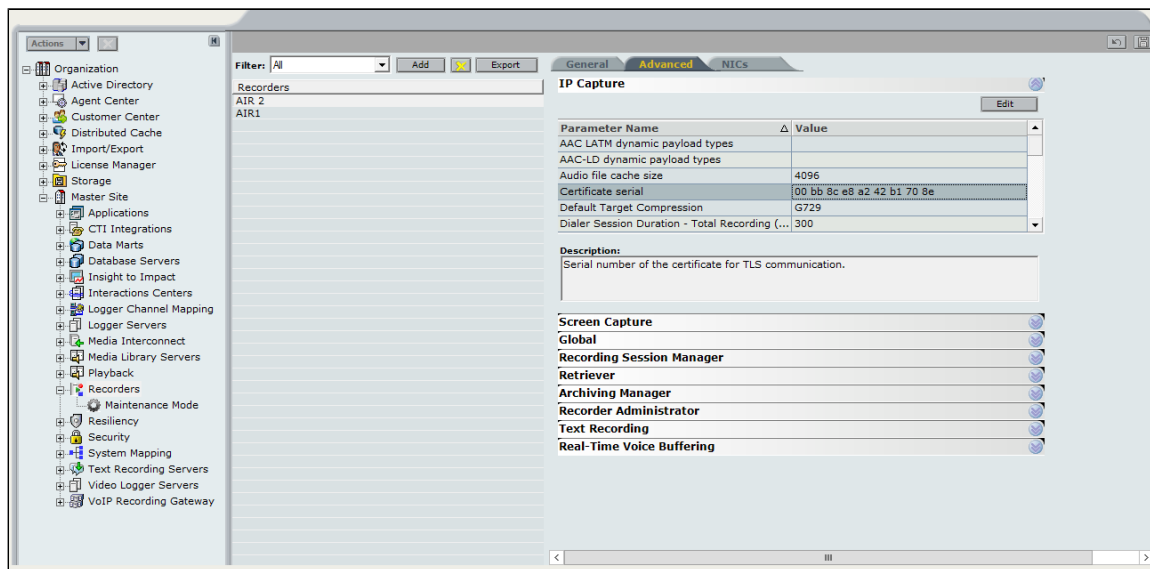 Actions
Organization
Active Directory
Agent Center
Customer Center
Distributed Cache
Import/Export
License Manager
Storage
Master Site
Applications
CTI Integrations
Data Marts
Database Servers
Insight to Impact
Interactions Centers
Logger Channel Mapping
Logger Servers
Media Interconnect
Media Library Servers
Playback
Recorders
Maintenance Mode
Resiliency
Security
System Mapping
Text Recording Servers
Video Logger Servers
VoIP Recording Gateway
Filter: All Add Export
Recorders
AIR 2
AIR1
General Advanced NICs
IP Capture
Edit
Parameter Name Value
AAC LATM dynamic payload types
AAC-LD dynamic payload types
Audio file cache size 4096
Certificate serial 00 bb 8c e8 a2 42 b1 70 8e
Default Target Compression G729
Dialer Session Duration - Total Recording (... 300
Description:
Serial number of the certificate for TLS communication.
Screen Capture
Global
Recording Session Manager
Retriever
Archiving Manager
Recorder Administrator
Text Recording
Real-Time Voice Buffering